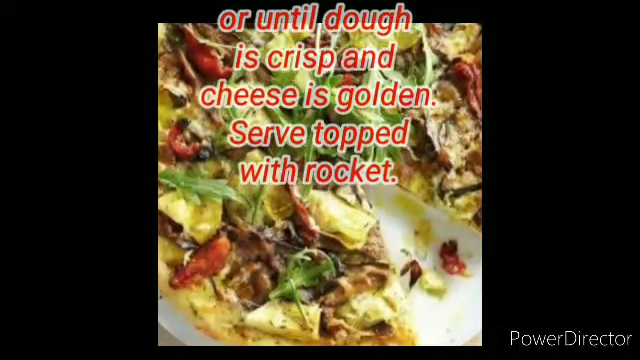 or until dough
is crisp and
cheese is golden.
Serve topped
with rocket.
PowerDirector